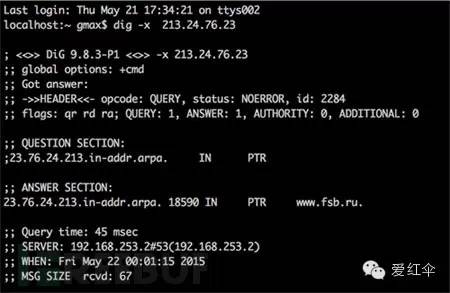 Last login: Thu May 21 17:34:21 on ttys002
localhost:~ gmax$ dig -x  213.24.76.23

; <<>> DiG 9.8.3-P1 <<>> -x 213.24.76.23
;; global options: +cmd
;; Got answer:
;; ->>HEADER<<- opcode: QUERY, status: NOERROR, id: 2284
;; flags: qr rd ra; QUERY: 1, ANSWER: 1, AUTHORITY: 0, ADDITIONAL: 0

;; QUESTION SECTION:
;23.76.24.213.in-addr.arpa.     IN      PTR

;; ANSWER SECTION:
23.76.24.213.in-addr.arpa. 18590 IN     PTR     www.fsb.ru.

;; Query time: 45 msec
;; SERVER: 192.168.253.2#53(192.168.253.2)
;; WHEN: Fri May 22 00:01:15 2015
;; MSG SIZE  rcvd: 67
爱红伞